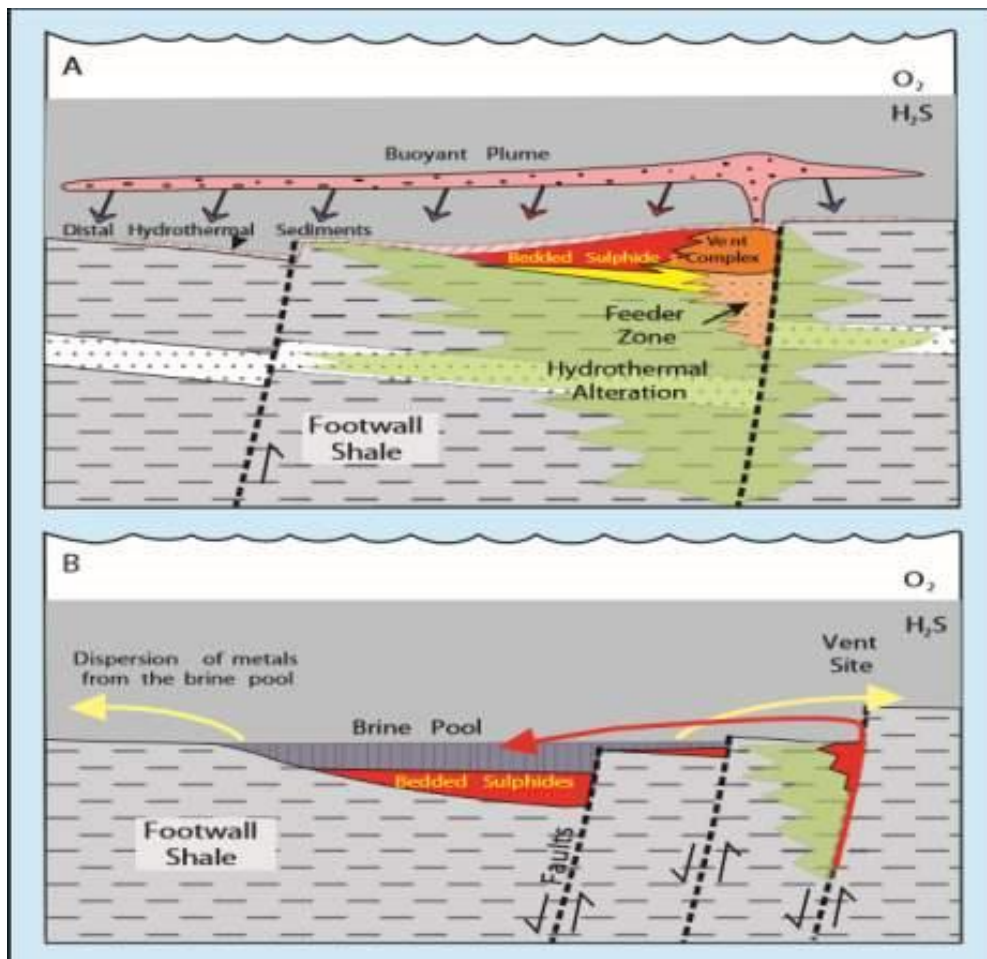 A
O₂
H₂S
Buoyant Plume
Distal Hydrothermal Sediments
Bedded Sulphide
Vent
Complex
Feeder
Zone
Hydrothermal
Alteration
Footwall
Shale
B
O₂
H₂S
Vent
Site
Dispersion of metals
from the brine pool
Brine Pool
Bedded Sulphides
Footwall
Shale
Faults